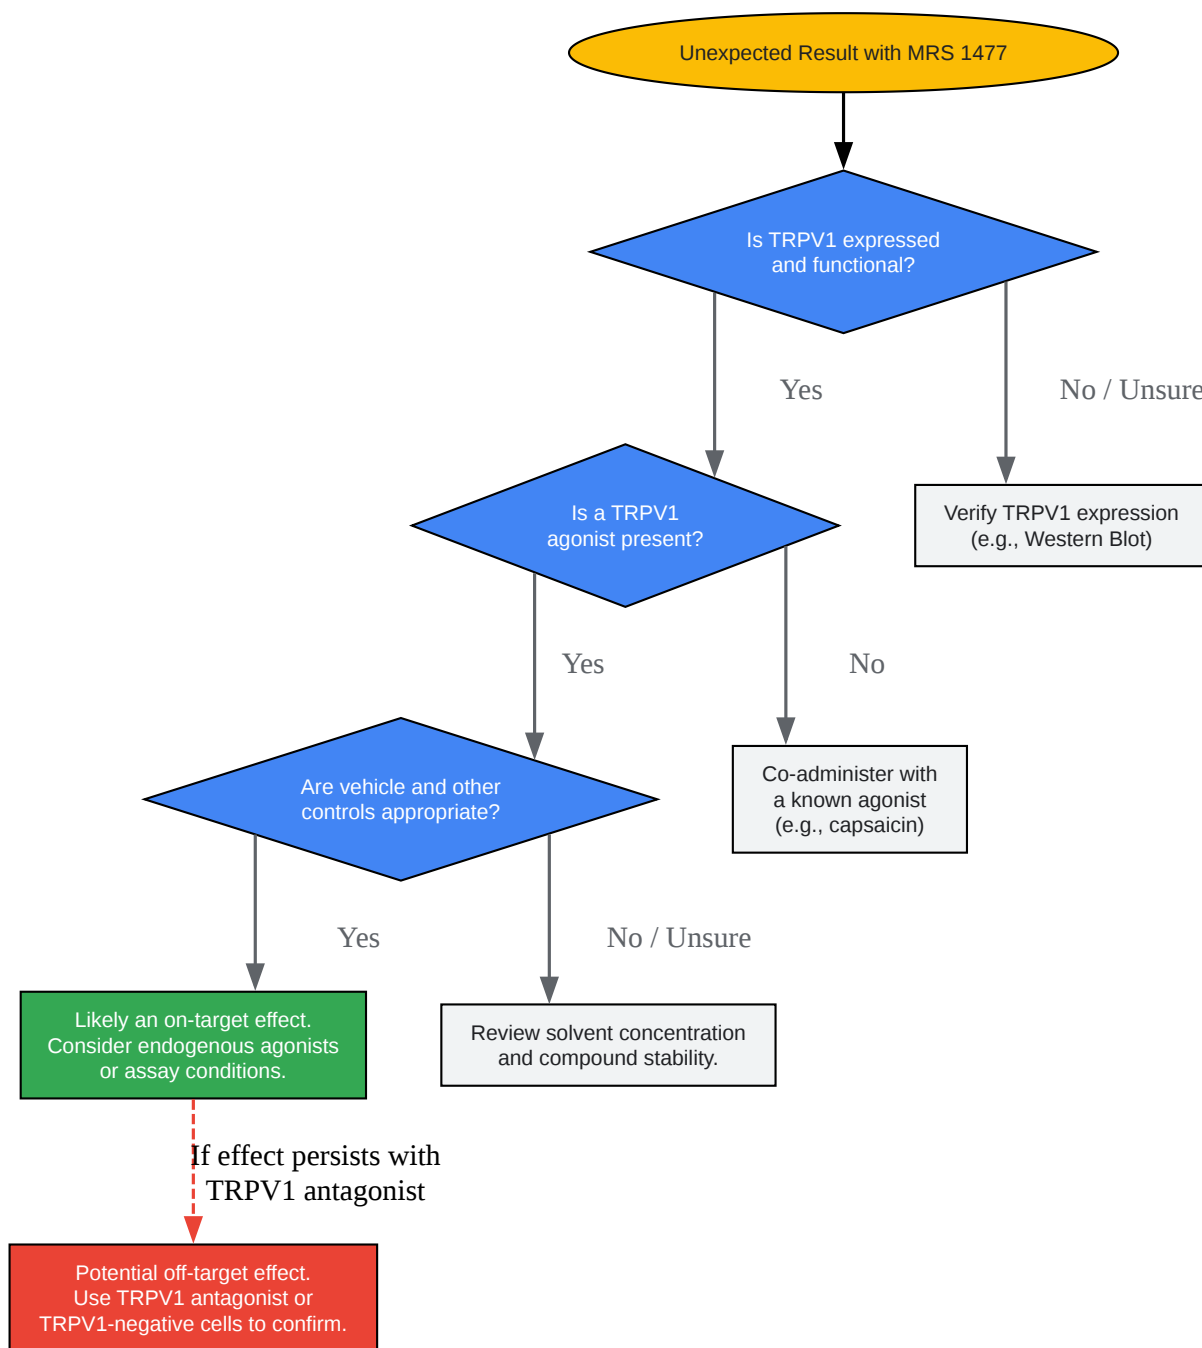 Unexpected Result with MRS 1477
Is TRPV1 expressed
and functional?
Yes
No / Unsure
Is a TRPV1
agonist present?
Verify TRPV1 expression
(e.g., Western Blot)
Yes
No
Are vehicle and other
controls appropriate?
Co-administer with
a known agonist
(e.g., capsaicin)
Yes
No / Unsure
Likely an on-target effect.
Consider endogenous agonists
or assay conditions.
Review solvent concentration
and compound stability.
If effect persists with
TRPV1 antagonist
Potential off-target effect.
Use TRPV1 antagonist or
TRPV1-negative cells to confirm.